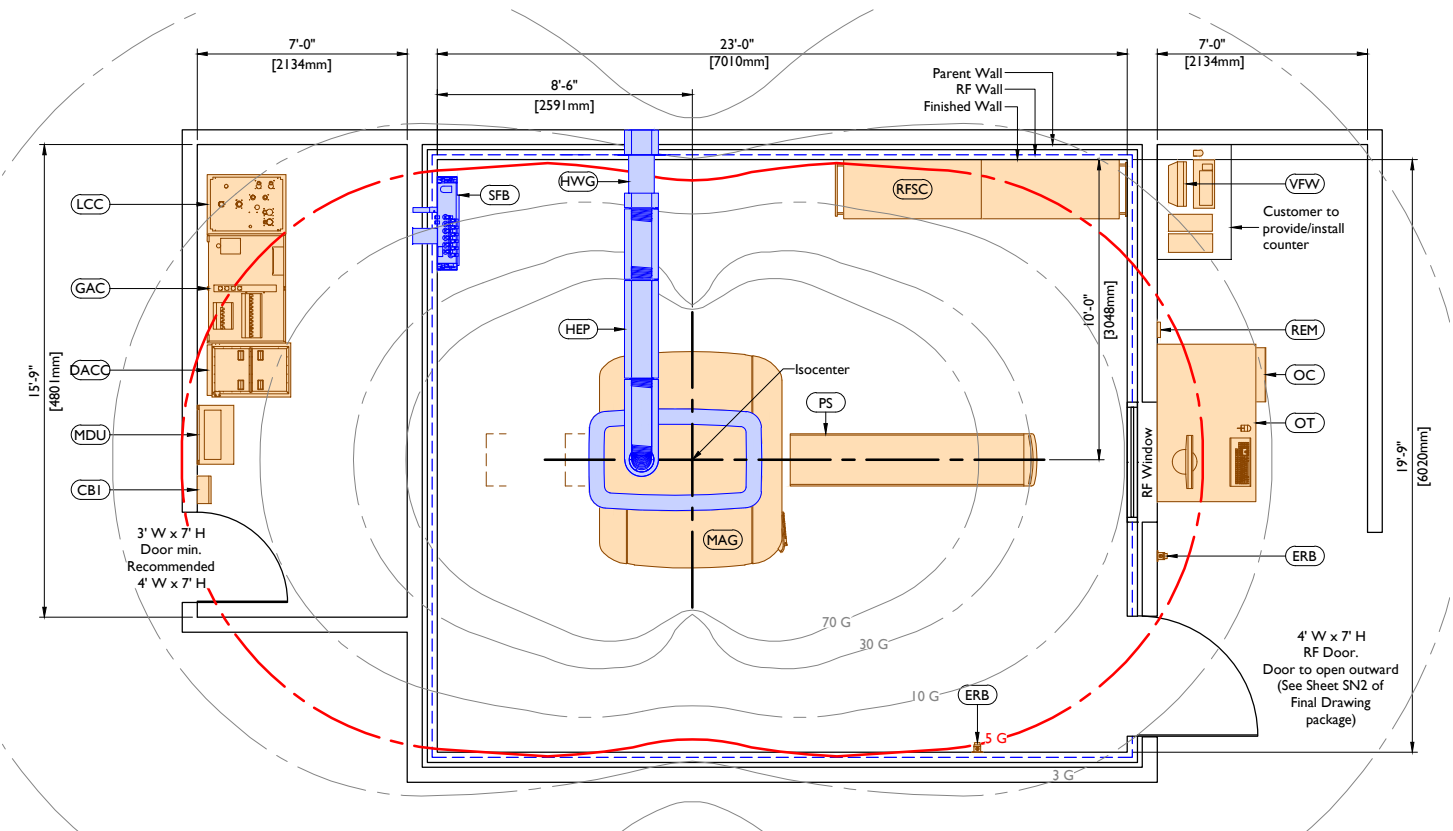 7'-0"
[2134mm]
23'-0"
[7010mm]
7'-0"
[2134mm]
8'-6"
[2591mm]
Parent Wall
RF Wall
Finished Wall
LCC
HWG
SFB
RFSC
VFW
Customer to
provide/install
counter
GAC
HEP
10'-0"
[3048mm]
REM
DACC
Isocenter
OC
15'-9"
[4801mm]
PS
OT
MDU
RF Window
19'-9"
[6020mm]
CB1
MAG
ERB
3' W x 7' H
Door min.
Recommended
4' W x 7' H
70 G
30 G
4' W x 7' H
RF Door.
Door to open outward
(See Sheet SN2 of
Final Drawing
package)
10 G
ERB
5 G
3 G